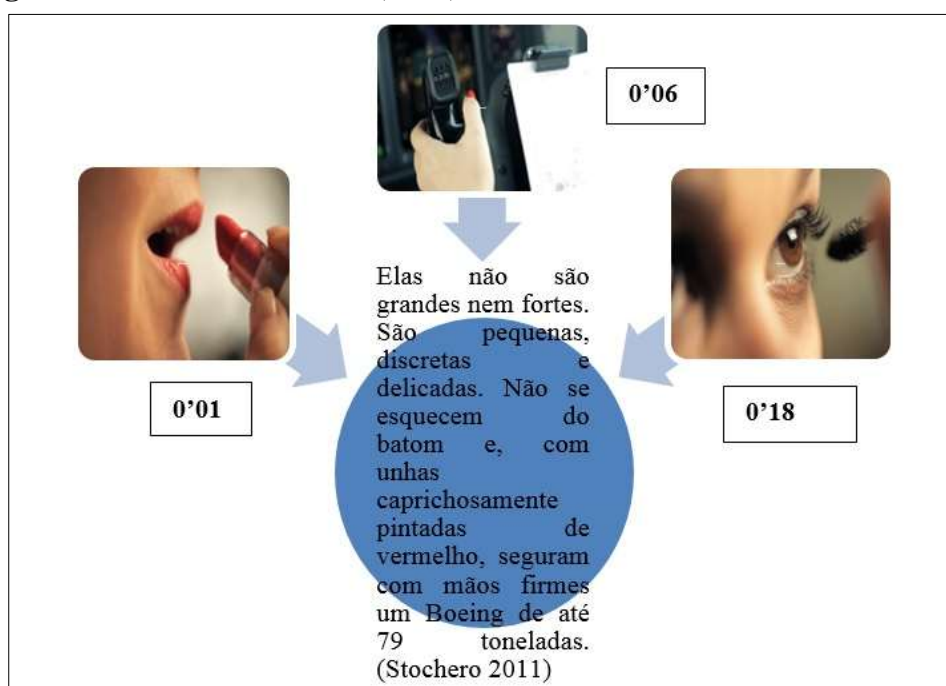 0’06
0’01
0’18
Elas não são
grandes nem fortes.
São pequenas,
discretas e
delicadas. Não se
esquecem do
batom e, com
unhas
caprichosamente
pintadas de
vermelho, seguram
com mãos firmes
um Boeing de até
79 toneladas.
(Stochero 2011)